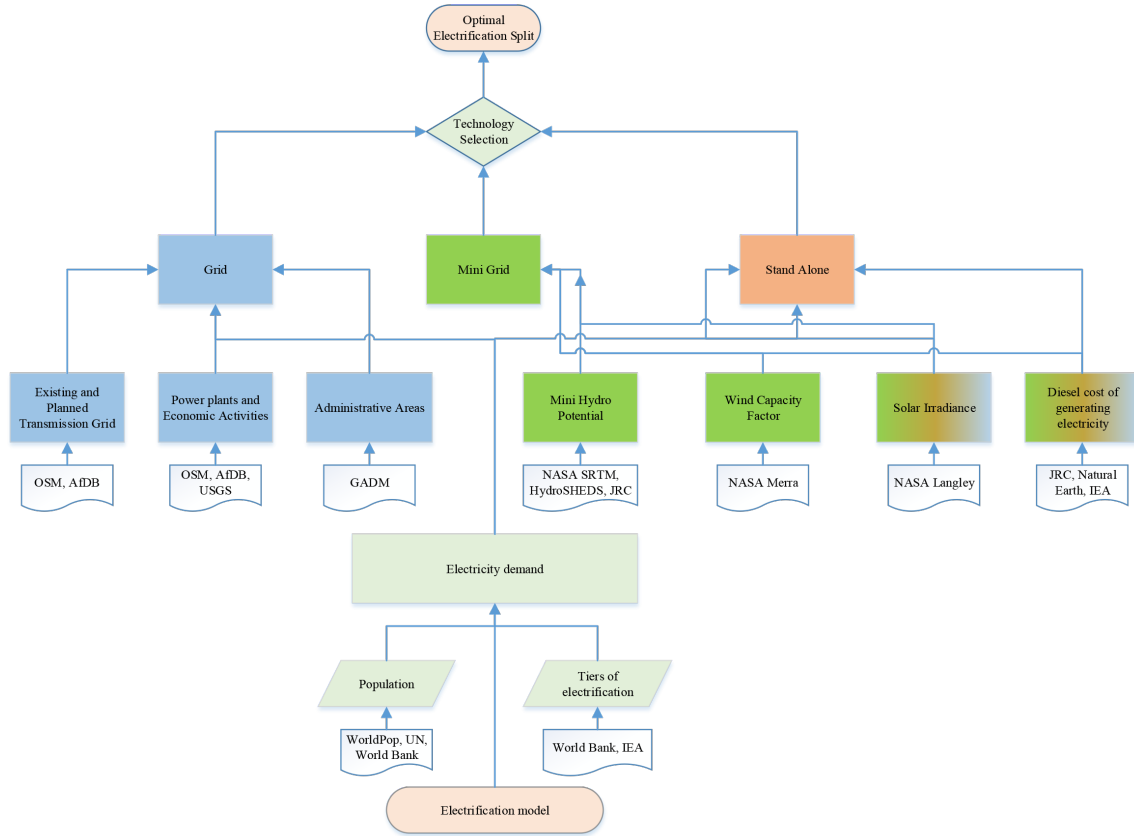 Optimal
Electrification Split
Technology
Selection
Grid
Mini Grid
Stand Alone
Existing and
Planned
Transmission Grid
Power plants and
Economic Activities
Administrative Areas
Mini Hydro
Potential
Wind Capacity
Factor
Solar Irradiance
Diesel cost of
generating
electricity
OSM, AfDB
OSM, AfDB,
USGS
GADM
NASA SRTM,
HydroSHEDS, JRC
NASA Merra
NASA Langley
JRC, Natural
Earth, IEA
Electricity demand
Population
Tiers of
electrification
WorldPop, UN,
World Bank
World Bank, IEA
Electrification model